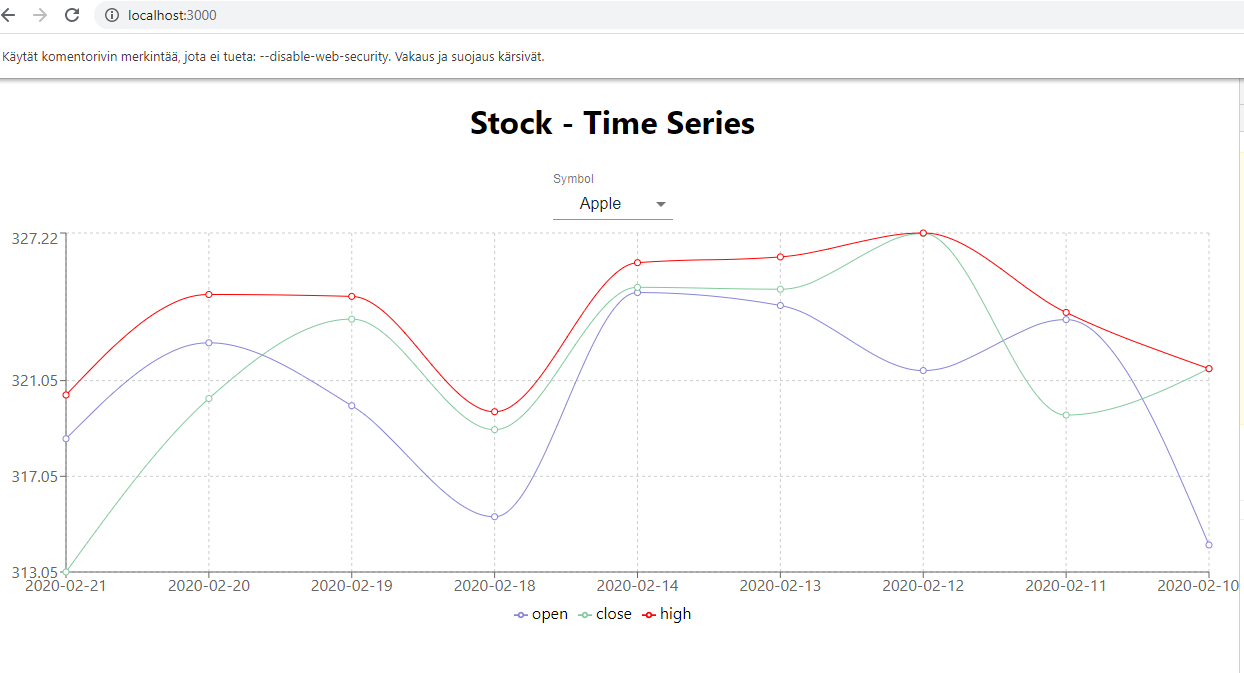 localhost:3000
Käytät komentorivin merkintää, jota ei tueta: --disable-web-security. Vakaus ja suojaus kärsivät.
Stock - Time Series
Symbol
Apple
327.22
321.05
317.05
313.05
2020-02-21 2020-02-20 2020-02-19 2020-02-18 2020-02-14 2020-02-13 2020-02-12 2020-02-11 2020-02-10
open close high